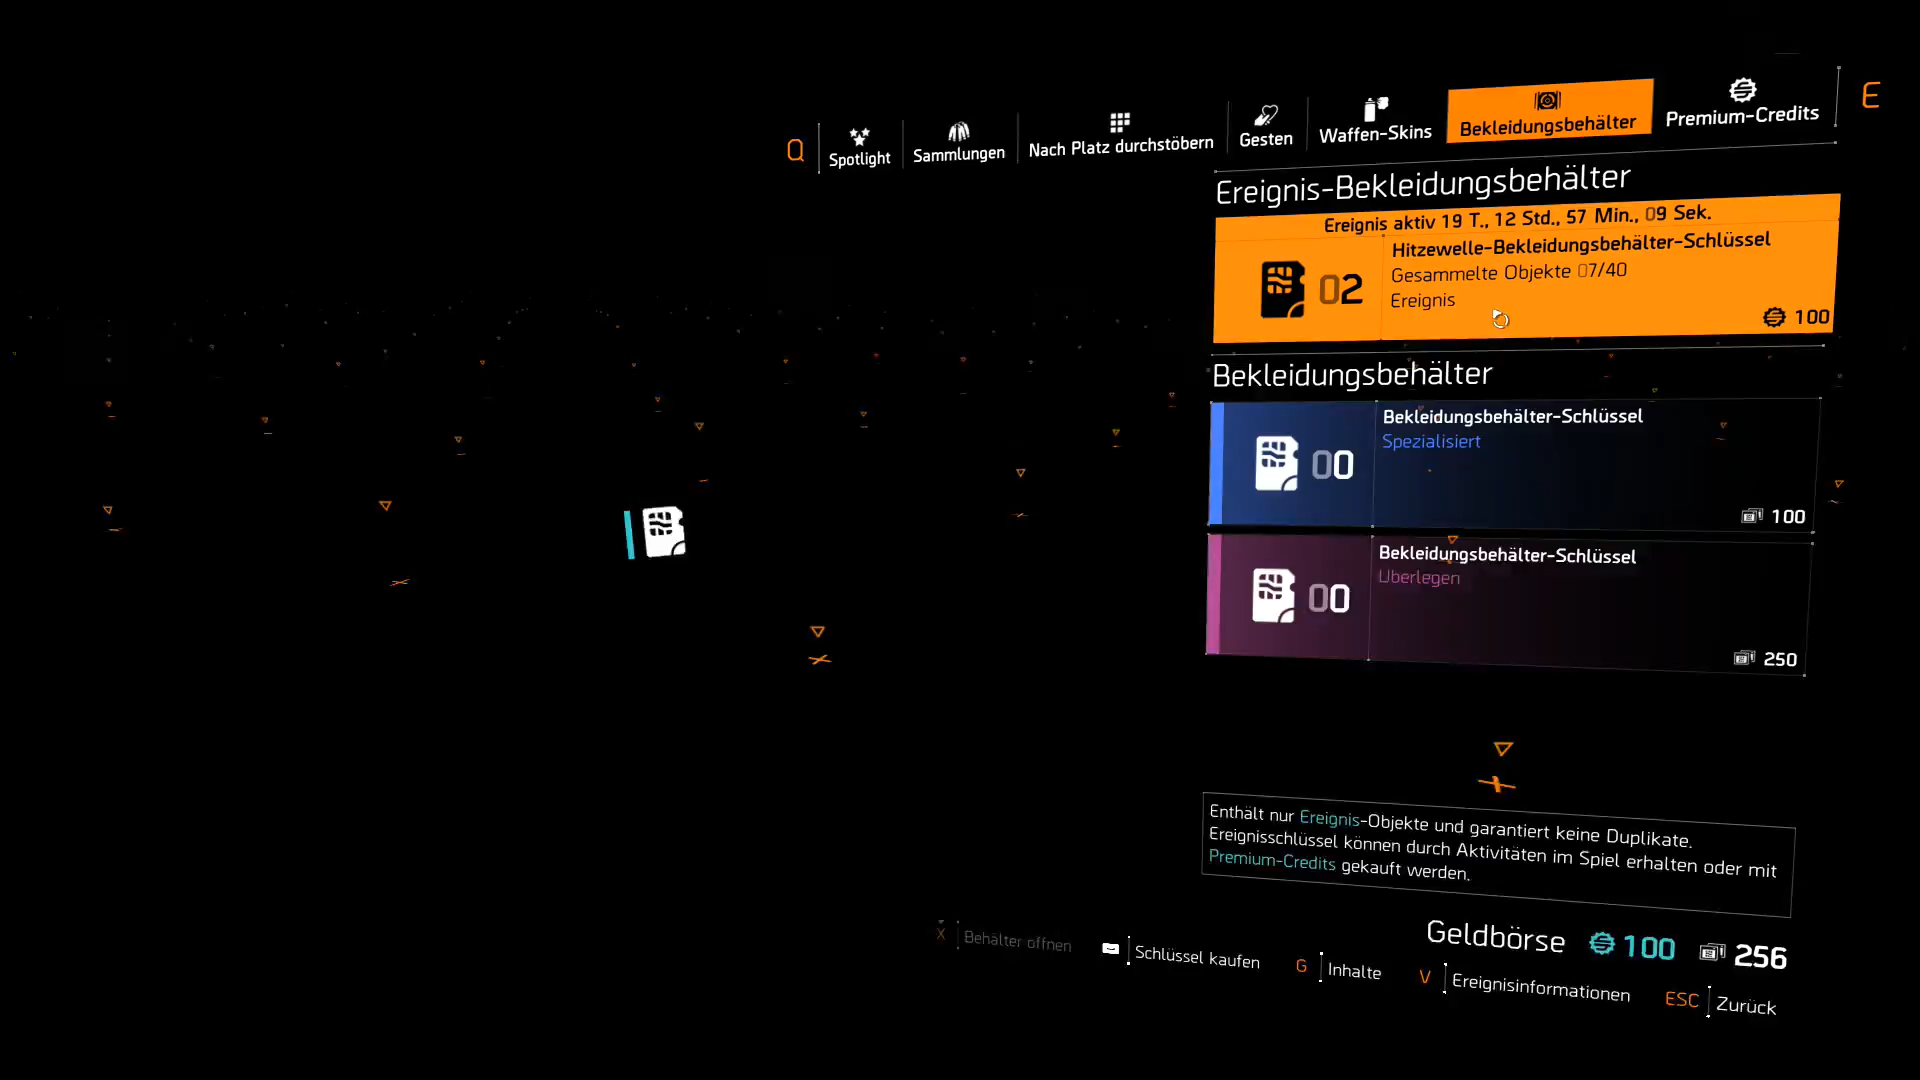 Q
Spotlight
Sammlungen
Nach Platz durchstöbern
Gesten
Waffen-Skins
Bekleidungsbehälter
Premium-Credits
E
Ereignis-Bekleidungsbehälter
Ereignis aktiv 19 T., 12 Std., 57 Min., 09 Sek.
02
Hitzewelle-Bekleidungsbehälter-Schlüssel
Gesammelte Objekte 07/40
Ereignis
100
Bekleidungsbehälter
00
Bekleidungsbehälter-Schlüssel
Spezialisiert
100
00
Bekleidungsbehälter-Schlüssel
Überlegen
250
Enthält nur Ereignis-Objekte und garantiert keine Duplikate.
Ereignisschlüssel können durch Aktivitäten im Spiel erhalten oder mit
Premium-Credits gekauft werden.
Geldbörse 100 256
X Behälter öffnen
Schlüssel kaufen
G Inhalte
V Ereignisinformationen
ESC Zurück